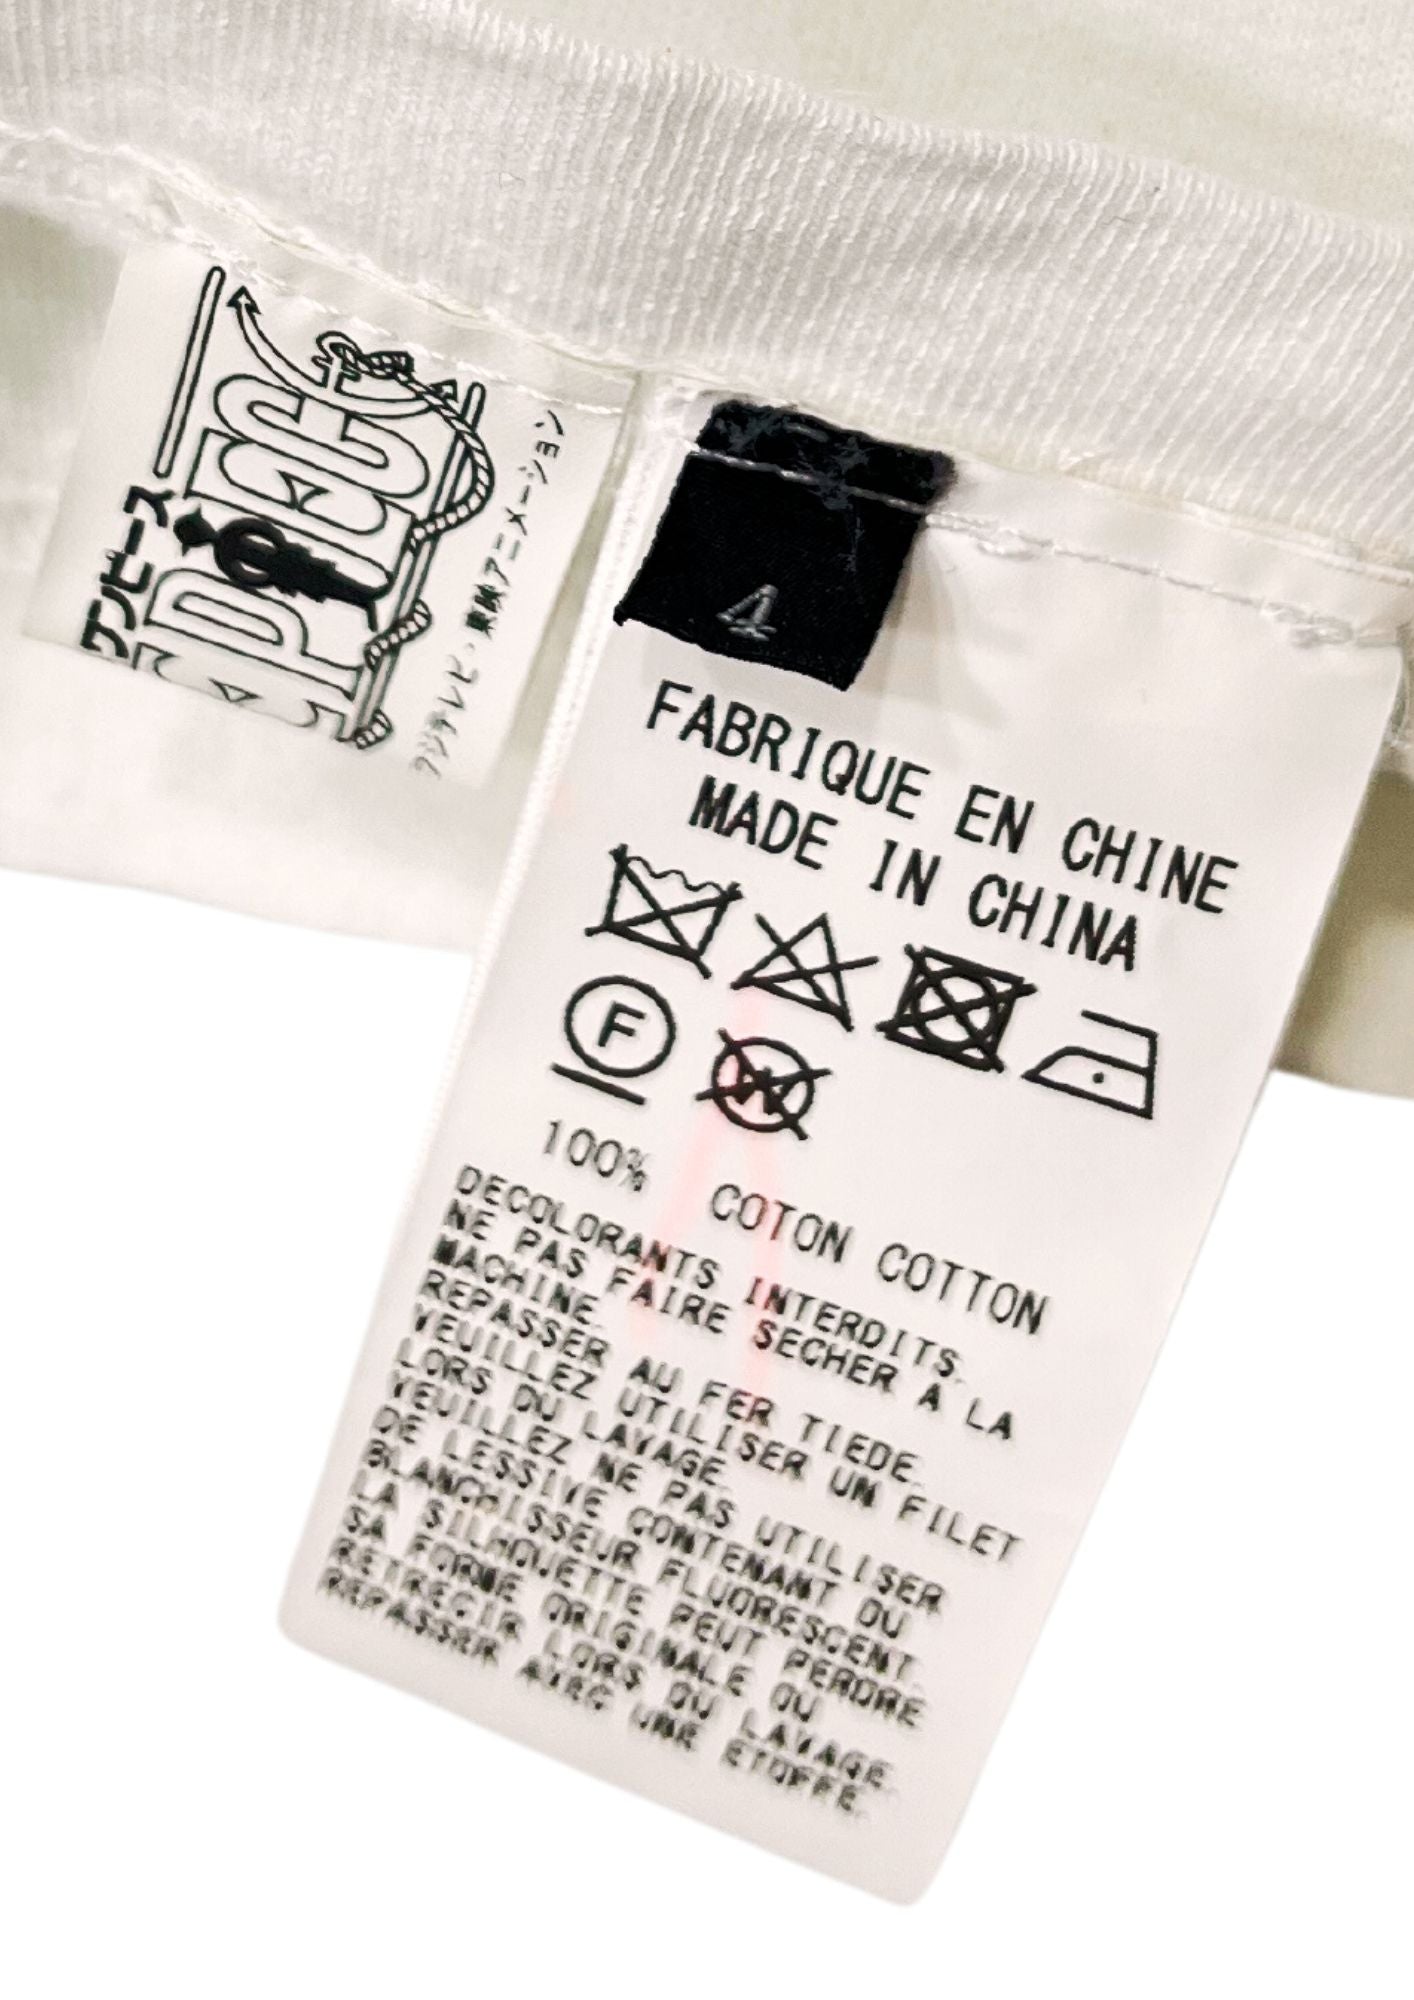 ワンピース
PIEC
フジテレビ・東映アニメーション
4
FABRIQUE EN CHINE
MADE IN CHINA
F
W
100% COTON COTTON
DECOLORANTS INTERDITS.
NE PAS FAIRE SECHER A LA
MACHINE.
REPASSER AU FER TIEDE.
VEUILLEZ UTILISER UN FILET
LORS DU LAVAGE.
VEUILLEZ NE PAS UTILISER
DE LESSIVE CONTENANT DU
BLANCHISSEUR FLUORESCENT.
LA SILHOUETTE PEUT PERDRE
SA FORME ORIGINALE OU
RETRECIR LORS DU LAVAGE.
REPASSER AVEC UNE ETOFFE.